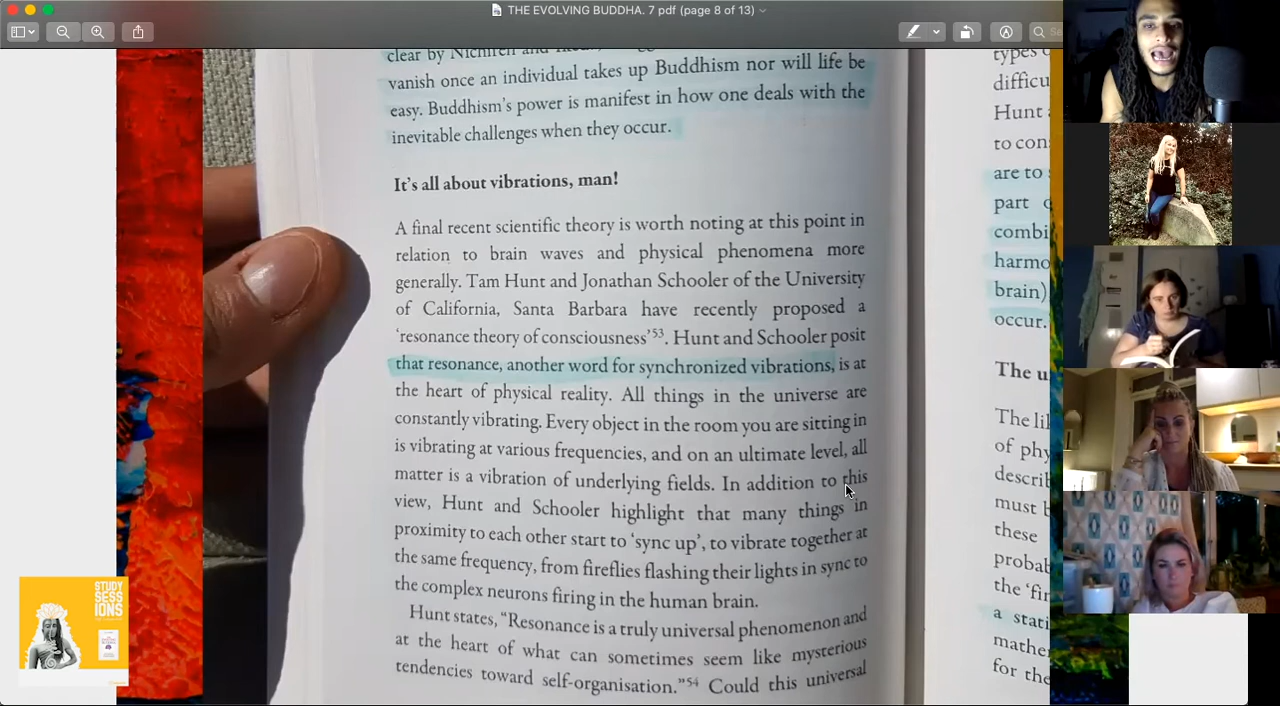 THE EVOLVING BUDDHA. 7 pdf (page 8 of 13)
clear by Nichiren and
vanish once an individual takes up Buddhism nor will life be
easy. Buddhism's power is manifest in how one deals with the
inevitable challenges when they occur.
It's all about vibrations, man!
A final recent scientific theory is worth noting at this point in
relation to brain waves and physical phenomena more
generally. Tam Hunt and Jonathan Schooler of the University
of California, Santa Barbara have recently proposed a
‘resonance theory of consciousness’53. Hunt and Schooler posit
that resonance, another word for synchronized vibrations, is at
the heart of physical reality. All things in the universe are
constantly vibrating. Every object in the room you are sitting in
is vibrating at various frequencies, and on an ultimate level, all
matter is a vibration of underlying fields. In addition to this
view, Hunt and Schooler highlight that many things in
proximity to each other start to ‘sync up’, to vibrate together at
the same frequency, from fireflies flashing their lights in sync to
the complex neurons firing in the human brain.
Hunt states, “Resonance is a truly universal phenomenon and
at the heart of what can sometimes seem like mysterious
tendencies toward self-organisation.”54 Could this universal
types o
difficu
Hunt a
to con
are to s
part o
combi
harmo
brain)
occur.
The u
The li
of phy
descri
must b
these
probab
the ‘fir
a stati
mathe
for the
STUDY
SESS
IONS